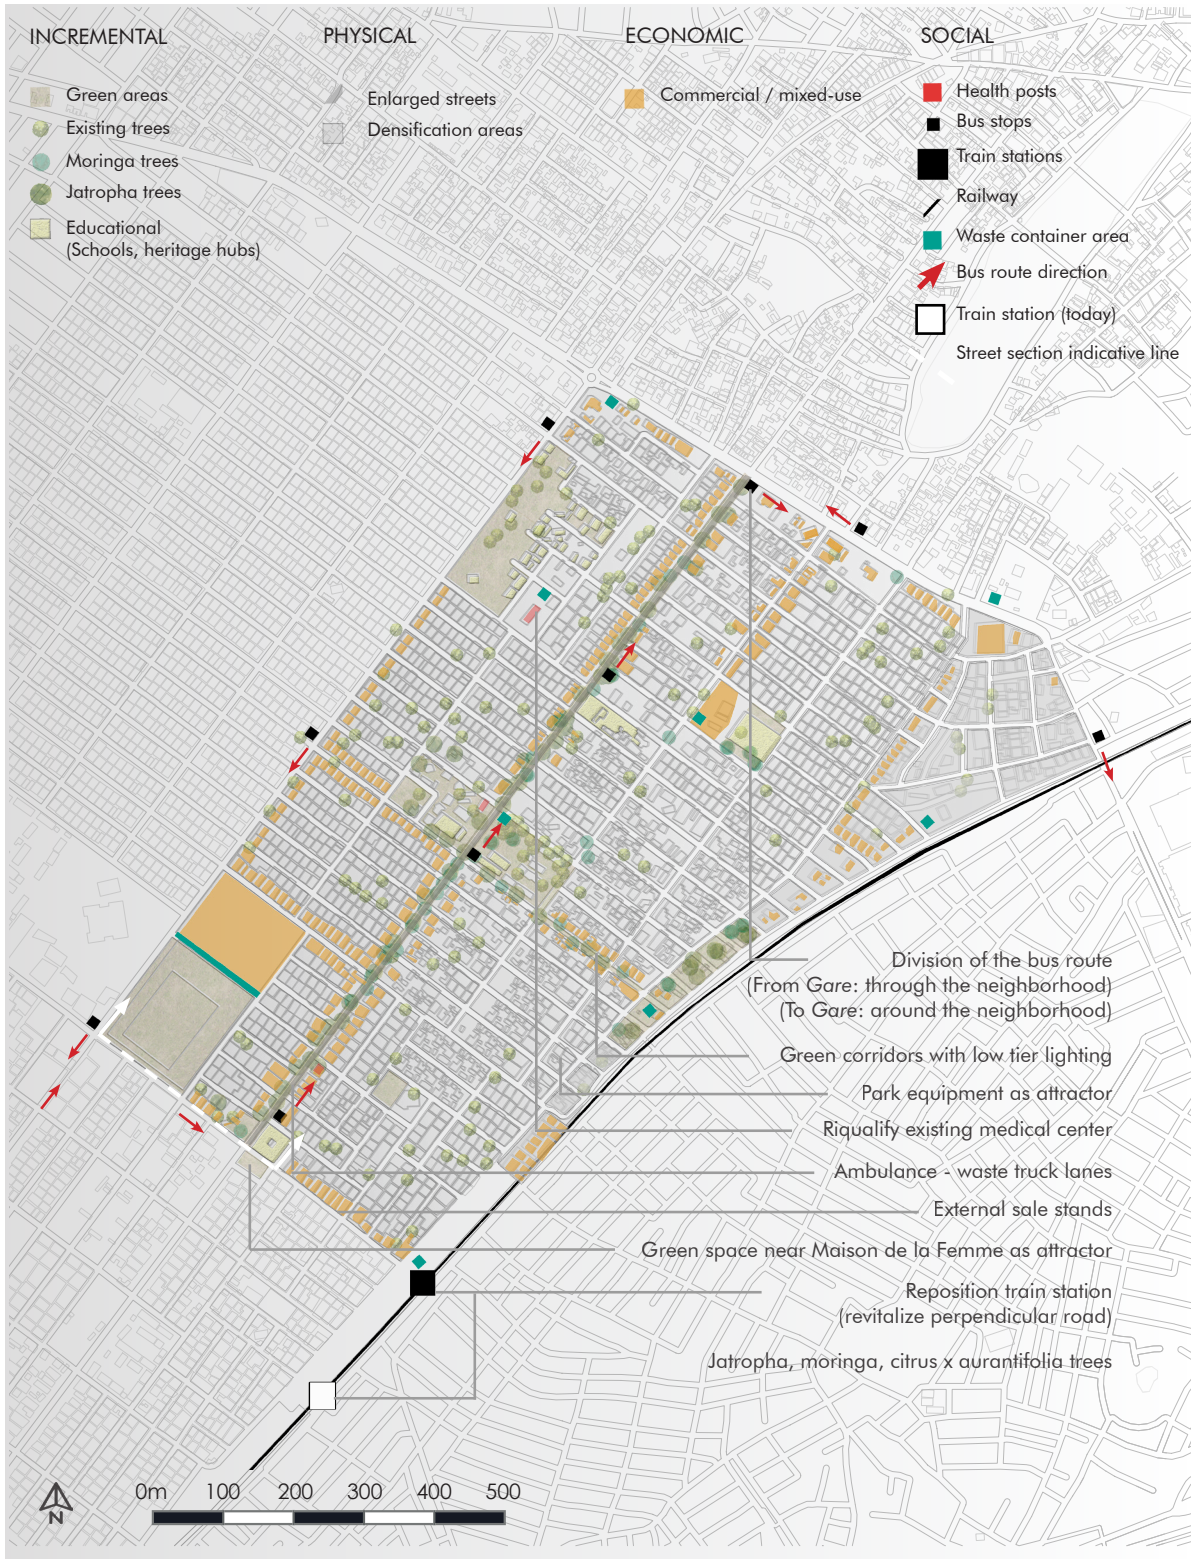 INCREMENTAL
Green areas
Existing trees
Moringa trees
Jatropha trees
Educational
(Schools, heritage hubs)
PHYSICAL
Enlarged streets
Densification areas
ECONOMIC
Commercial / mixed-use
SOCIAL
Health posts
Bus stops
Train stations
Railway
Waste container area
Bus route direction
Train station (today)
Street section indicative line
Division of the bus route
(From Gare: through the neighborhood)
(To Gare: around the neighborhood)
Green corridors with low tier lighting
Park equipment as attractor
Riqualify existing medical center
Ambulance - waste truck lanes
External sale stands
Green space near Maison de la Femme as attractor
Reposition train station
(revitalize perpendicular road)
Jatropha, moringa, citrus x aurantifolia trees
N
0m 100 200 300 400 500